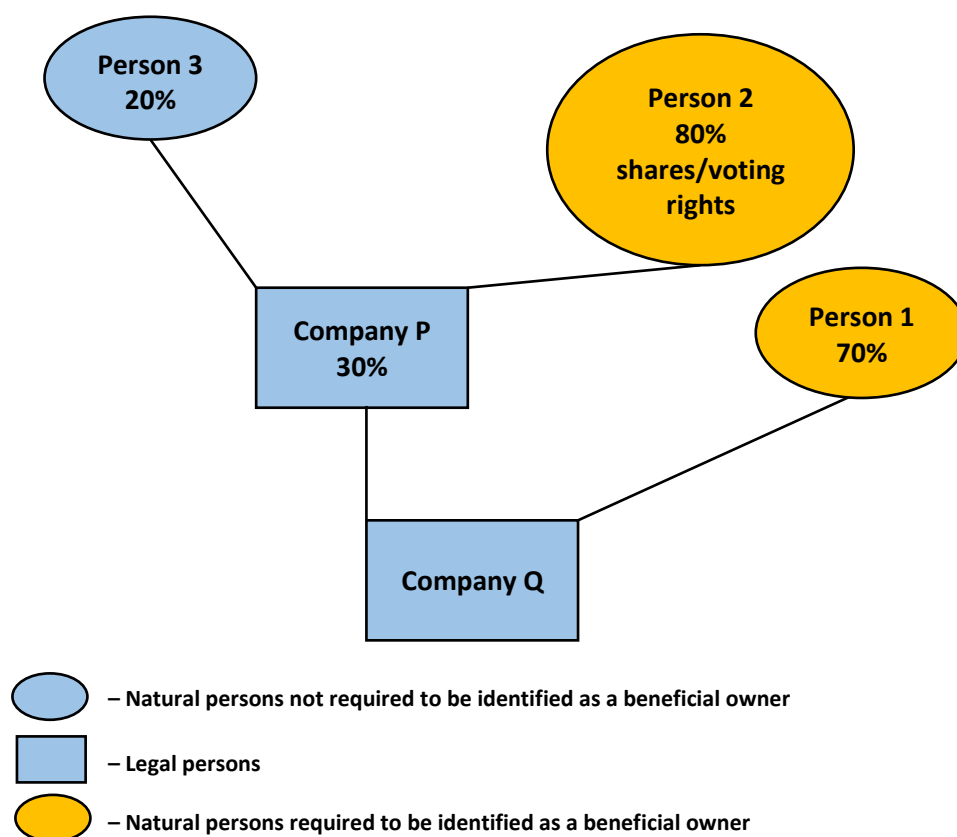 Person 3
20%
Person 2
80%
shares/voting
rights
Person 1
70%
Company P
30%
Company Q
– Natural persons not required to be identified as a beneficial owner
– Legal persons
– Natural persons required to be identified as a beneficial owner